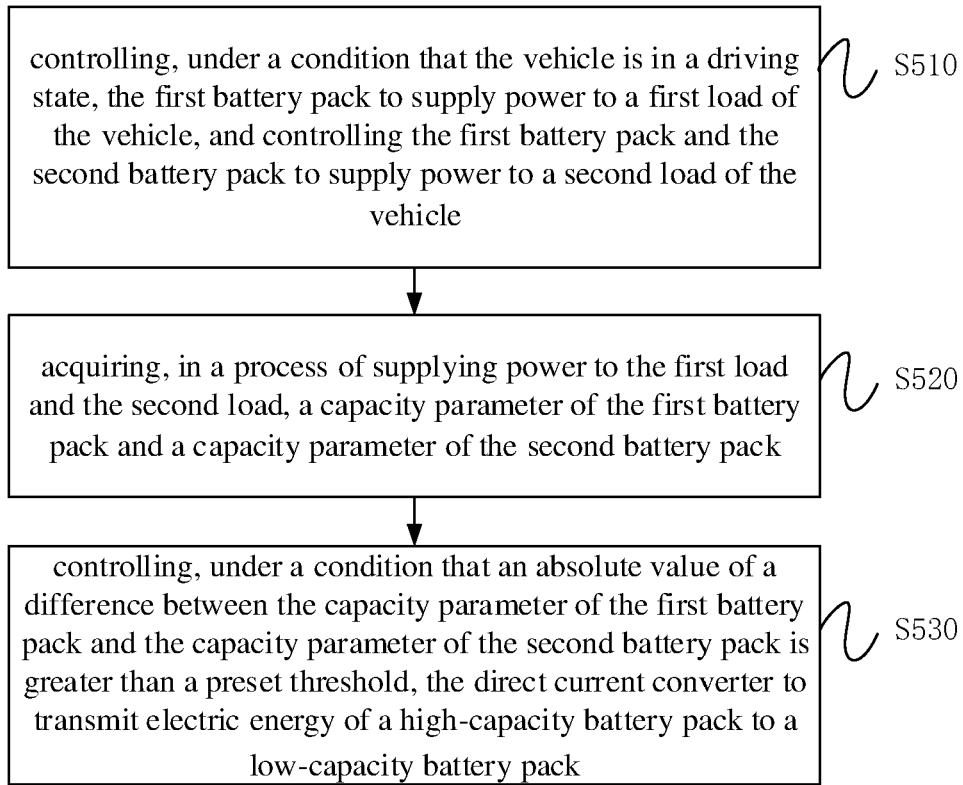 controlling, under a condition that the vehicle is in a driving
state, the first battery pack to supply power to a first load of
the vehicle, and controlling the first battery pack and the
second battery pack to supply power to a second load of the
vehicle
S510
acquiring, in a process of supplying power to the first load
and the second load, a capacity parameter of the first battery
pack and a capacity parameter of the second battery pack
S520
controlling, under a condition that an absolute value of a
difference between the capacity parameter of the first battery
pack and the capacity parameter of the second battery pack is
greater than a preset threshold, the direct current converter to
transmit electric energy of a high-capacity battery pack to a
low-capacity battery pack
S530